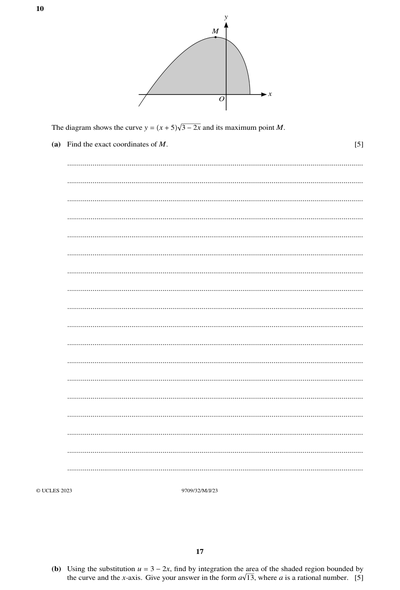 10
y
M
O
x
The diagram shows the curve y = (x + 5)√(3 − 2x) and its maximum point M.
(a) Find the exact coordinates of M. [5]
© UCLES 2023 9709/32/M/J/23
17
(b) Using the substitution u = 3 − 2x, find by integration the area of the shaded region bounded by
the curve and the x-axis. Give your answer in the form a√13, where a is a rational number. [5]